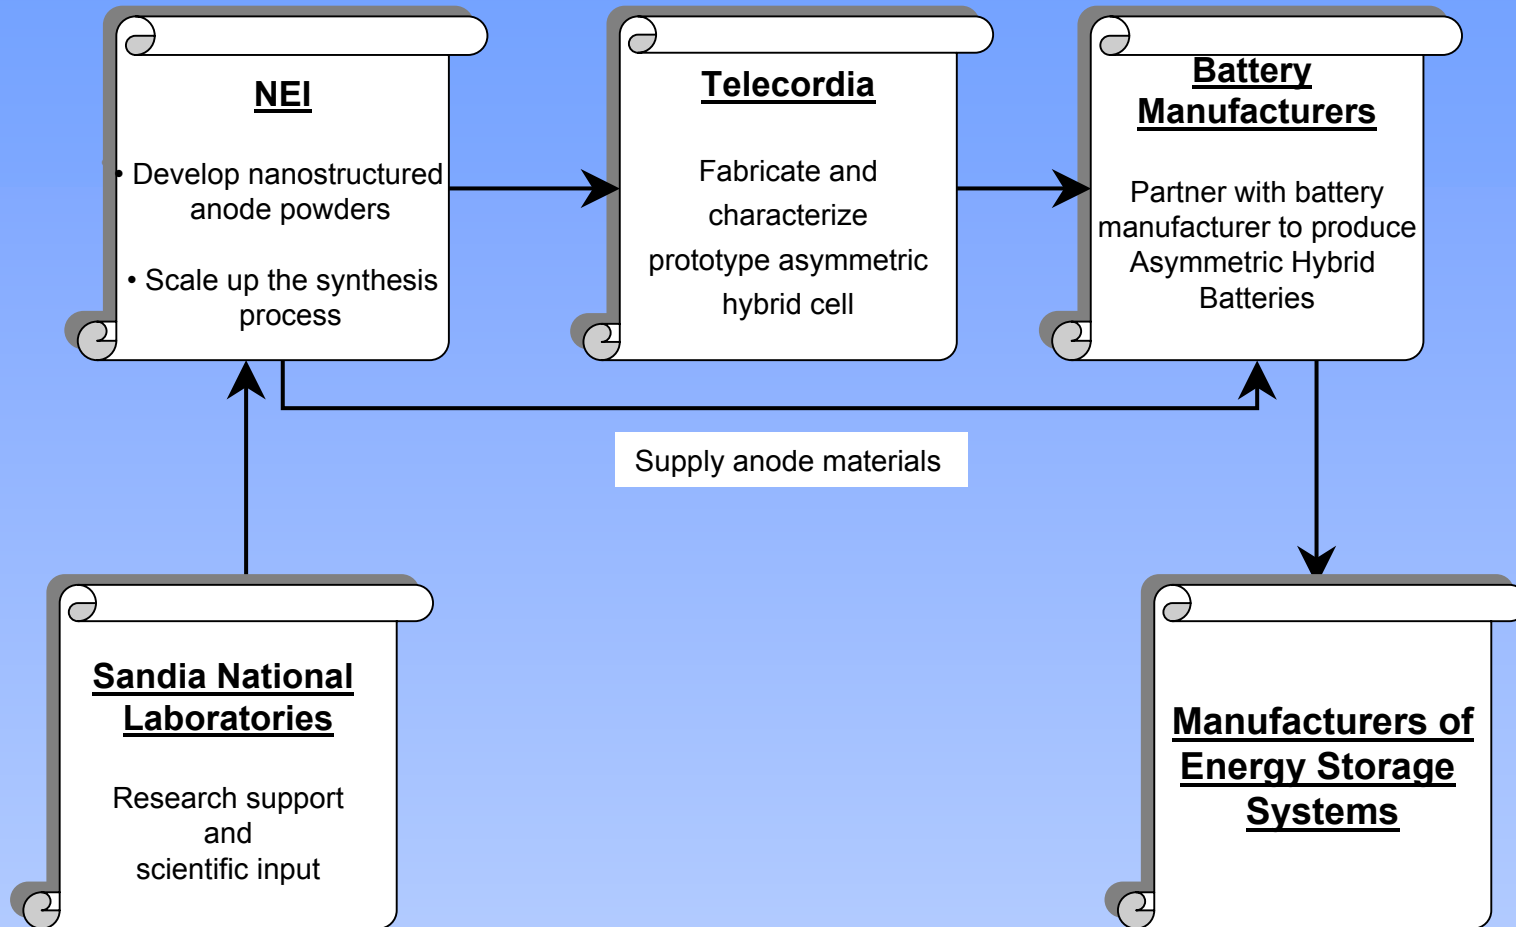 NEI
• Develop nanostructured
anode powders
• Scale up the synthesis
process
Telecordia
Fabricate and
characterize
prototype asymmetric
hybrid cell
Battery
Manufacturers
Partner with battery
manufacturer to produce
Asymmetric Hybrid
Batteries
Supply anode materials
Sandia National
Laboratories
Research support
and
scientific input
Manufacturers of
Energy Storage
Systems